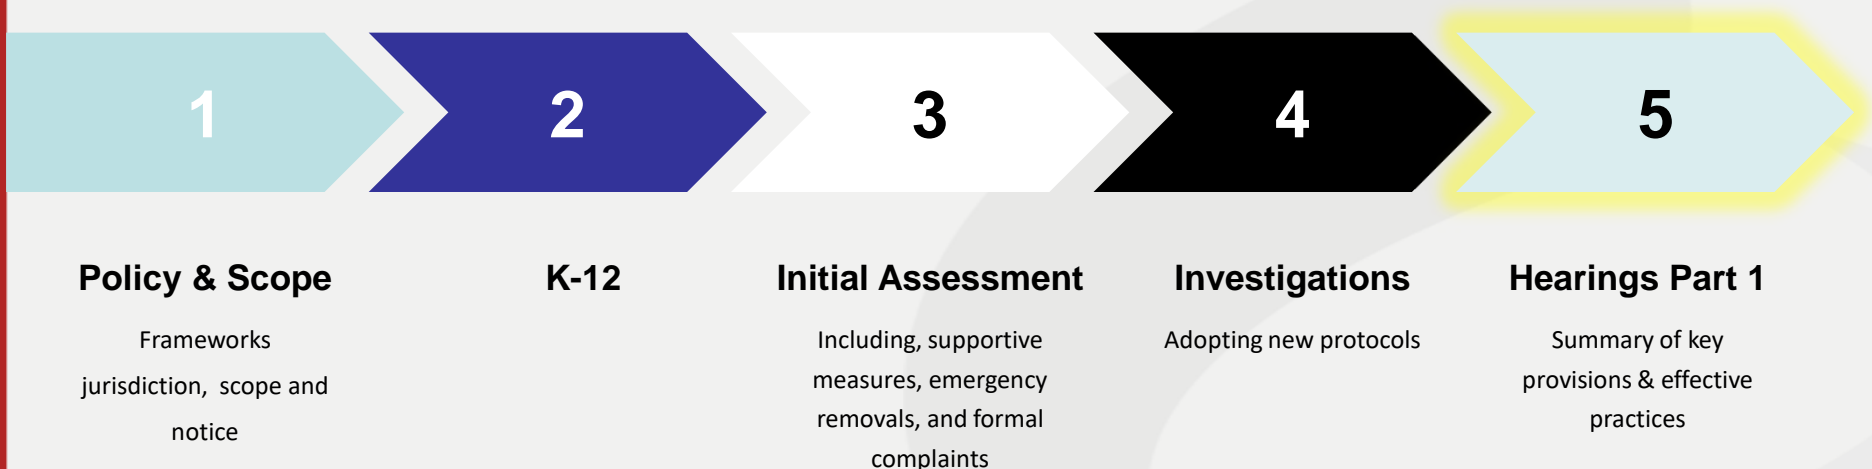 1
2
3
4
5
Policy & Scope
Frameworks
jurisdiction, scope and
notice
K-12
Initial Assessment
Including, supportive
measures, emergency
removals, and formal
complaints
Investigations
Adopting new protocols
Hearings Part 1
Summary of key
provisions & effective
practices